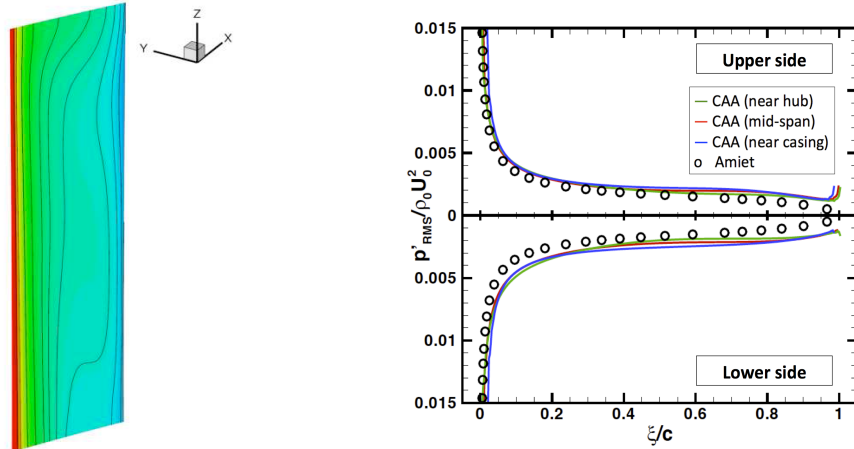 Z
Y
X
0.015
0.01
0.005
0
0.005
0.01
0.015
p'RMS/ρ0U0^2
Upper side
CAA (near hub)
CAA (mid-span)
CAA (near casing)
Amiet
Lower side
0 0.2 0.4 0.6 0.8 1
ξ/c